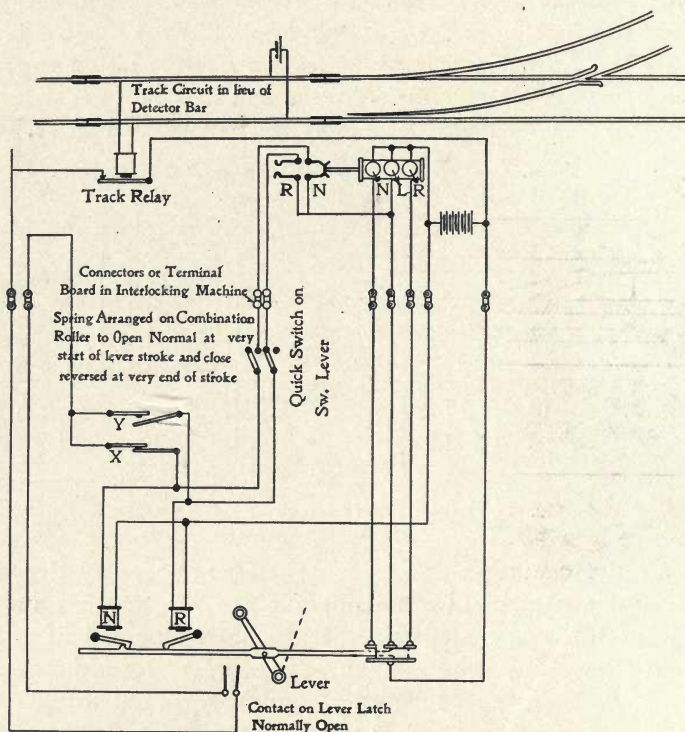 Track Circuit in lieu of
Detector Bar
Track Relay
R N
N L R
Connectors or Terminal
Board in Interlocking Machine
Spring Arranged on Combination
Roller to Open Normal at very
start of lever stroke and close
reversed at very end of stroke
Quick Switch on
Sw. Lever
Y
X
N
R
Lever
Contact on Lever Latch
Normally Open